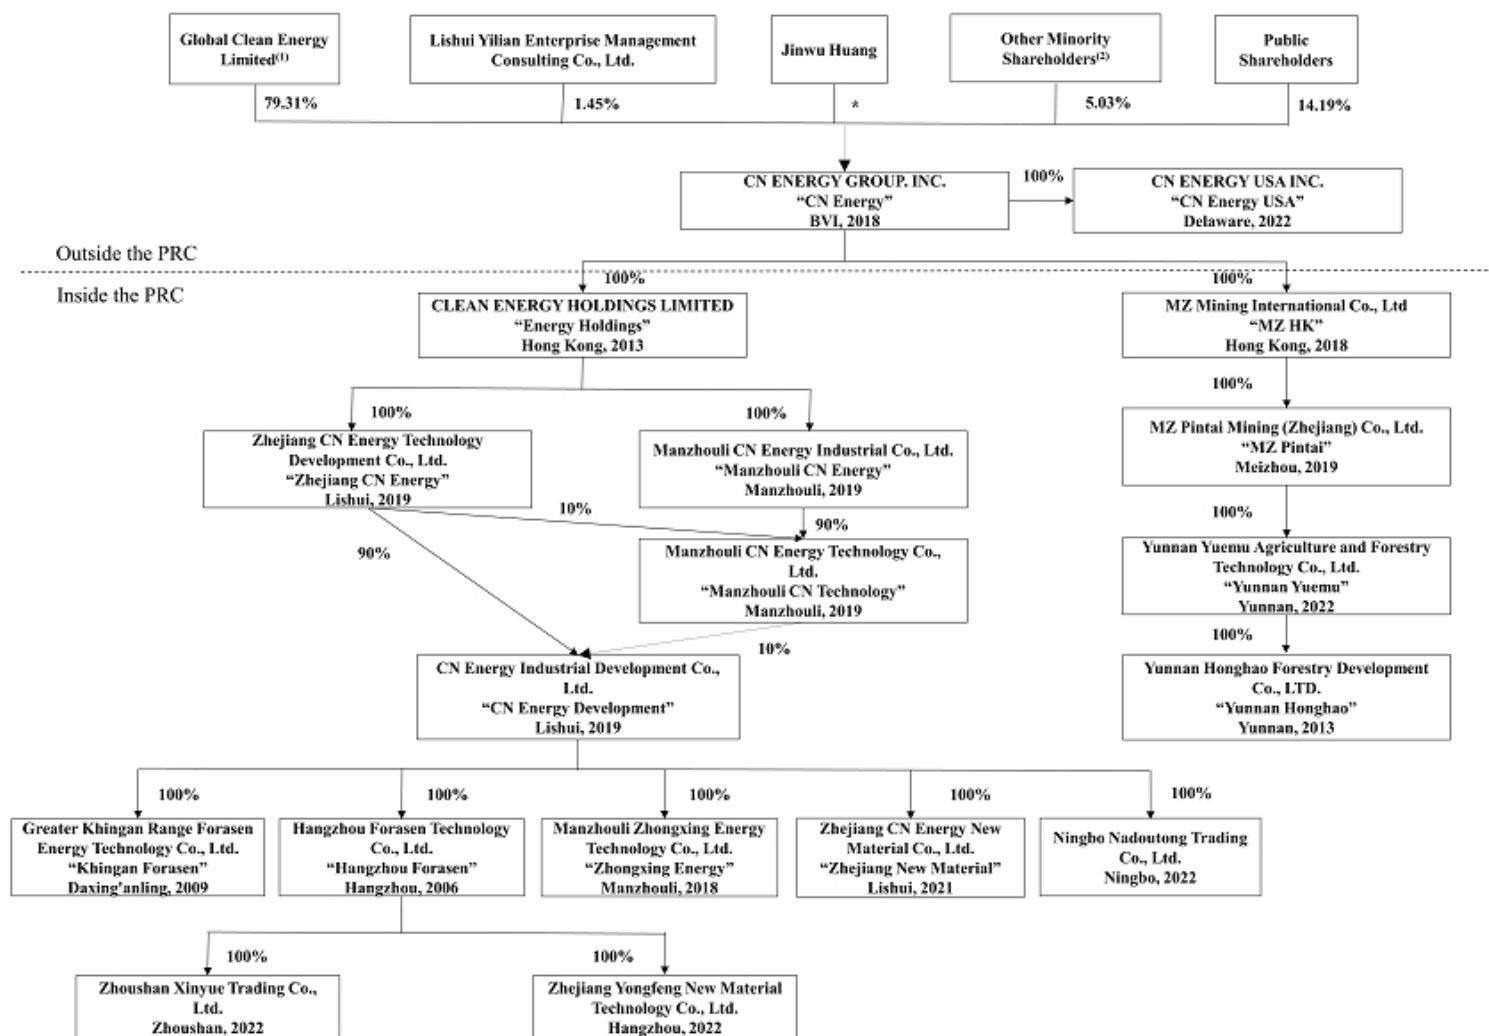 Global Clean Energy
Limited(1)
Lishui Yilian Enterprise Management
Consulting Co., Ltd.
Jinwu Huang
Other Minority
Shareholders(2)
Public
Shareholders
79.31%
1.45%
*
5.03%
14.19%
CN ENERGY GROUP. INC.
“CN Energy”
BVI, 2018
100%
CN ENERGY USA INC.
“CN Energy USA”
Delaware, 2022
Outside the PRC
Inside the PRC
100%
100%
CLEAN ENERGY HOLDINGS LIMITED
“Energy Holdings”
Hong Kong, 2013
MZ Mining International Co., Ltd
“MZ HK”
Hong Kong, 2018
100%
100%
100%
Zhejiang CN Energy Technology
Development Co., Ltd.
“Zhejiang CN Energy”
Lishui, 2019
Manzhouli CN Energy Industrial Co., Ltd.
“Manzhouli CN Energy”
Manzhouli, 2019
MZ Pintai Mining (Zhejiang) Co., Ltd.
“MZ Pintai”
Meizhou, 2019
10%
90%
100%
90%
Manzhouli CN Energy Technology Co.,
Ltd.
“Manzhouli CN Technology”
Manzhouli, 2019
Yunnan Yuemu Agriculture and Forestry
Technology Co., Ltd.
“Yunnan Yuemu”
Yunnan, 2022
10%
100%
CN Energy Industrial Development Co.,
Ltd.
“CN Energy Development”
Lishui, 2019
Yunnan Honghao Forestry Development
Co., LTD.
“Yunnan Honghao”
Yunnan, 2013
100%
100%
100%
100%
100%
Greater Khingan Range Forasen
Energy Technology Co., Ltd.
“Khingan Forasen”
Daxing'anling, 2009
Hangzhou Forasen Technology
Co., Ltd.
“Hangzhou Forasen”
Hangzhou, 2006
Manzhouli Zhongxing Energy
Technology Co., Ltd.
“Zhongxing Energy”
Manzhouli, 2018
Zhejiang CN Energy New
Material Co., Ltd.
“Zhejiang New Material”
Lishui, 2021
Ningbo Nadoutong Trading
Co., Ltd.
Ningbo, 2022
100%
100%
Zhoushan Xinyue Trading Co.,
Ltd.
Zhoushan, 2022
Zhejiang Yongfeng New Material
Technology Co., Ltd.
Hangzhou, 2022